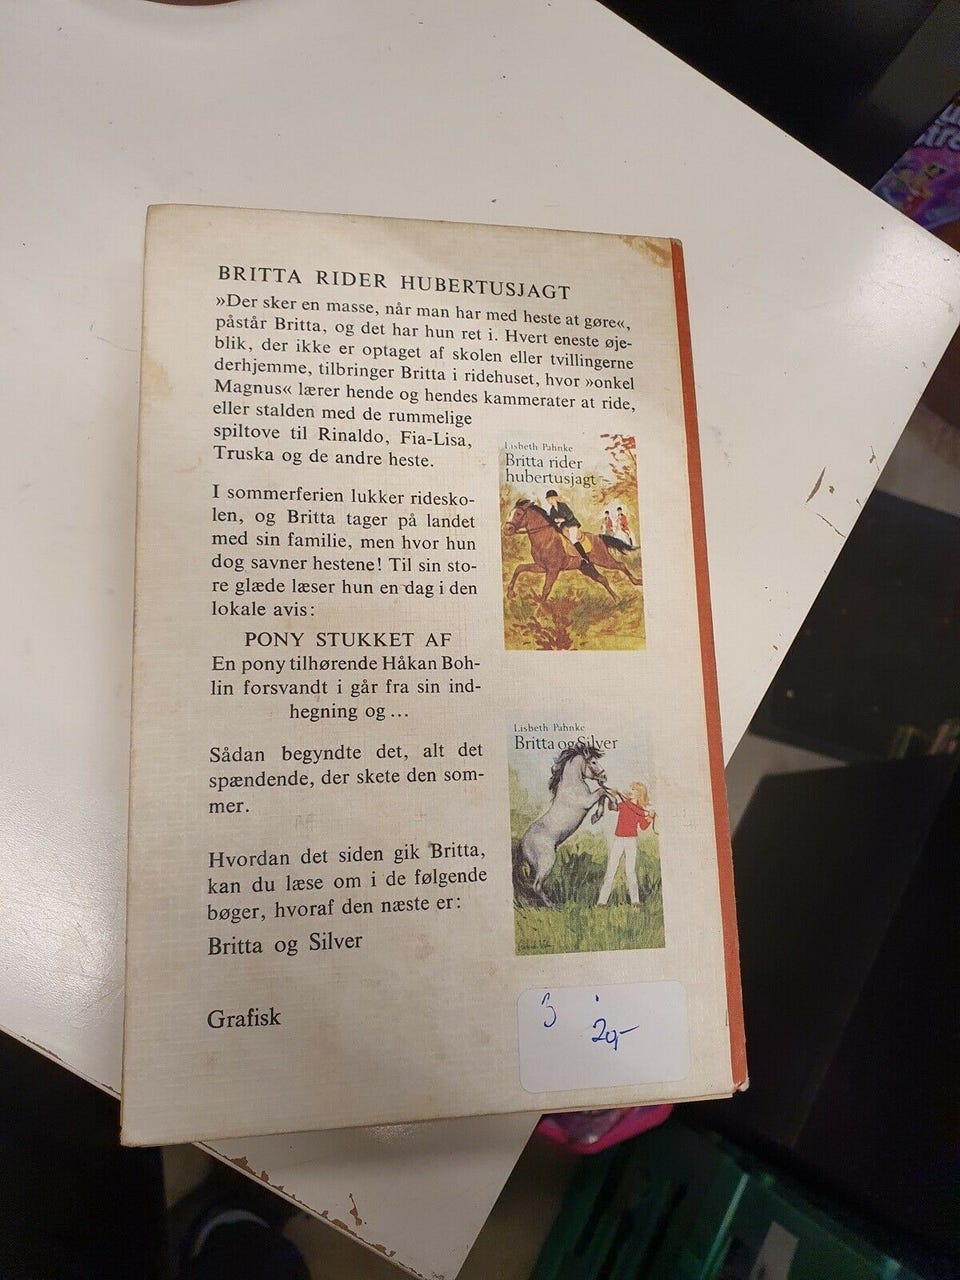 BRITTA RIDER HUBERTUSJAGT
»Der sker en masse, når man har med heste at gøre«,
påstår Britta, og det har hun ret i. Hvert eneste øje-
blik, der ikke er optaget af skolen eller tvillingerne
derhjemme, tilbringer Britta i ridehuset, hvor »onkel
Magnus« lærer hende og hendes kammerater at ride,
eller stalden med de rummelige
spiltove til Rinaldo, Fia-Lisa,
Truska og de andre heste.
I sommerferien lukker ridesko-
len, og Britta tager på landet
med sin familie, men hvor hun
dog savner hestene! Til sin sto-
re glæde læser hun en dag i den
lokale avis:
PONY STUKKET AF
En pony tilhørende Håkan Boh-
lin forsvandt i går fra sin ind-
hegning og ...
Sådan begyndte det, alt det
spændende, der skete den som-
mer.
Hvordan det siden gik Britta,
kan du læse om i de følgende
bøger, hvoraf den næste er:
Britta og Silver
Grafisk
Lisbeth Pahnke
Britta rider
hubertusjagt
Lisbeth Pahnke
Britta og Silver
20,-